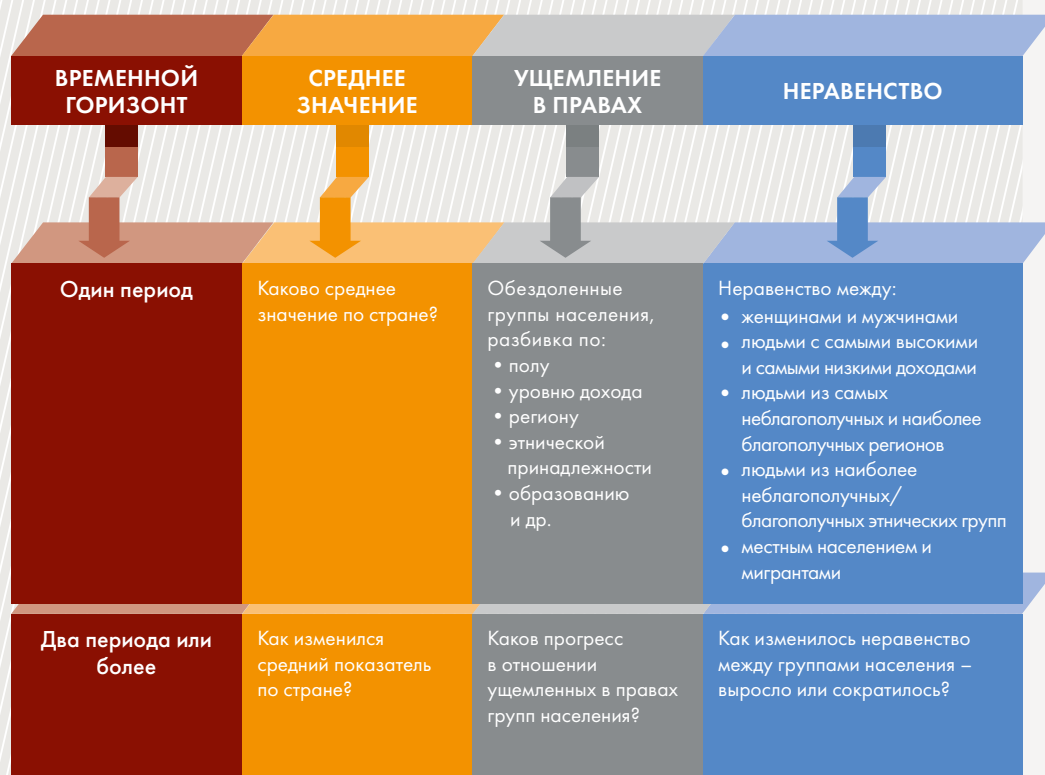 ВРЕМЕННОЙ
ГОРИЗОНТ
СРЕДНЕЕ
ЗНАЧЕНИЕ
УЩЕМЛЕНИЕ
В ПРАВАХ
НЕРАВЕНСТВО
Один период
Каково среднее
значение по стране?
Обездоленные
группы населения,
разбивка по:
• полу
• уровню дохода
• региону
• этнической
принадлежности
• образованию
и др.
Неравенство между:
• женщинами и мужчинами
• людьми с самыми высокими
и самыми низкими доходами
• людьми из самых
неблагополучных и наиболее
благополучных регионов
• людьми из наиболее
неблагополучных/
благополучных этнических групп
• местным населением и
мигрантами
Два периода или
более
Как изменился
средний показатель
по стране?
Каков прогресс
в отношении
ущемленных в правах
групп населения?
Как изменилось неравенство
между группами населения –
выросло или сократилось?